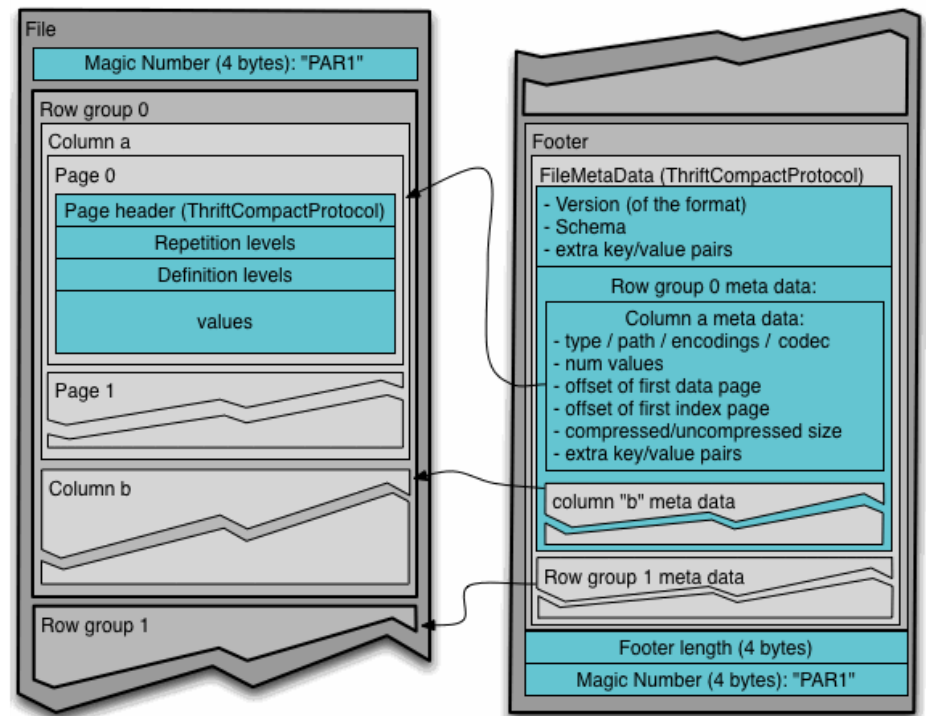 File
Magic Number (4 bytes): "PAR1"
Row group 0
Column a
Page 0
Page header (ThriftCompactProtocol)
Repetition levels
Definition levels
values
Page 1
Column b
Row group 1
Footer
FileMetaData (ThriftCompactProtocol)
- Version (of the format)
- Schema
- extra key/value pairs
Row group 0 meta data:
Column a meta data:
- type / path / encodings / codec
- num values
- offset of first data page
- offset of first index page
- compressed/uncompressed size
- extra key/value pairs
column "b" meta data
Row group 1 meta data
Footer length (4 bytes)
Magic Number (4 bytes): "PAR1"